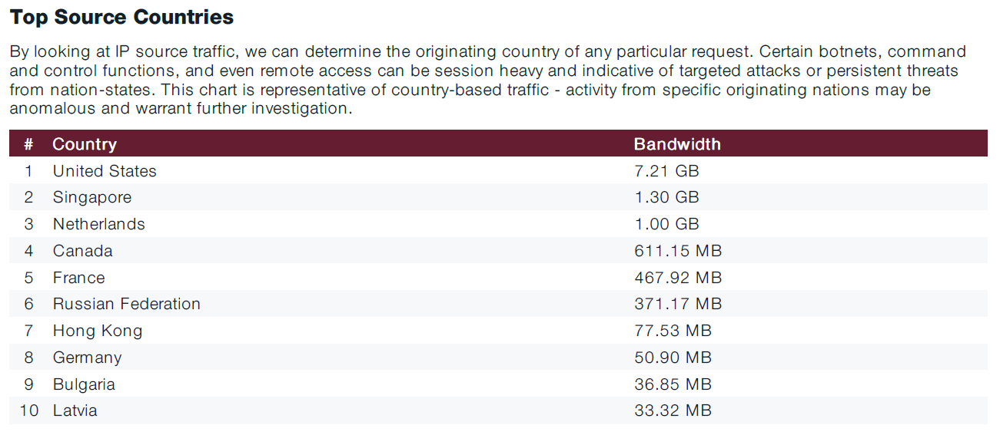 Top Source Countries
By looking at IP source traffic, we can determine the originating country of any particular request. Certain botnets, command
and control functions, and even remote access can be session heavy and indicative of targeted attacks or persistent threats
from nation-states. This chart is representative of country-based traffic - activity from specific originating nations may be
anomalous and warrant further investigation.
# Country Bandwidth
1 United States 7.21 GB
2 Singapore 1.30 GB
3 Netherlands 1.00 GB
4 Canada 611.15 MB
5 France 467.92 MB
6 Russian Federation 371.17 MB
7 Hong Kong 77.53 MB
8 Germany 50.90 MB
9 Bulgaria 36.85 MB
10 Latvia 33.32 MB